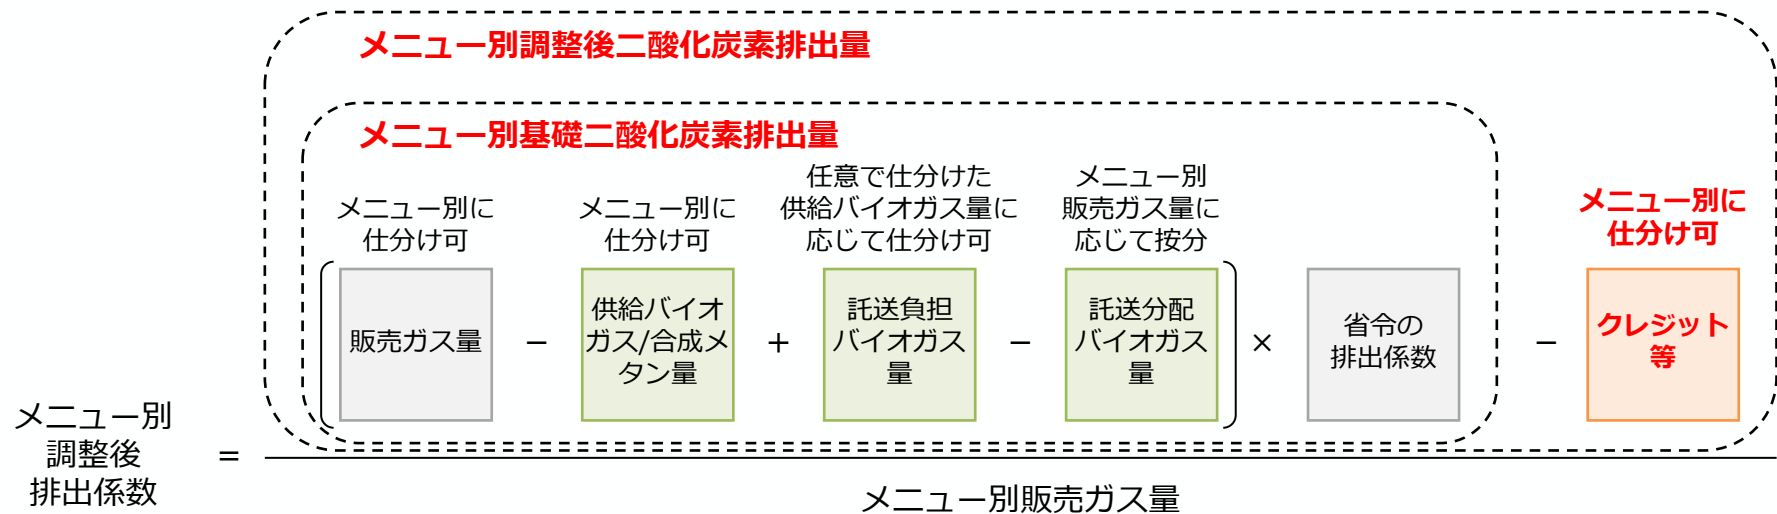 メニュー別調整後二酸化炭素排出量
メニュー別基礎二酸化炭素排出量
メニュー別に
仕分け可
メニュー別に
仕分け可
任意で仕分けた
供給バイオガス量に
応じて仕分け可
メニュー別
販売ガス量に
応じて按分
メニュー別に
仕分け可
販売ガス量
－
供給バイオ
ガス/合成メ
タン量
＋
託送負担
バイオガス
量
－
託送分配
バイオガス
量
×
省令の
排出係数
－
クレジット
等
メニュー別
調整後
排出係数
＝
メニュー別販売ガス量